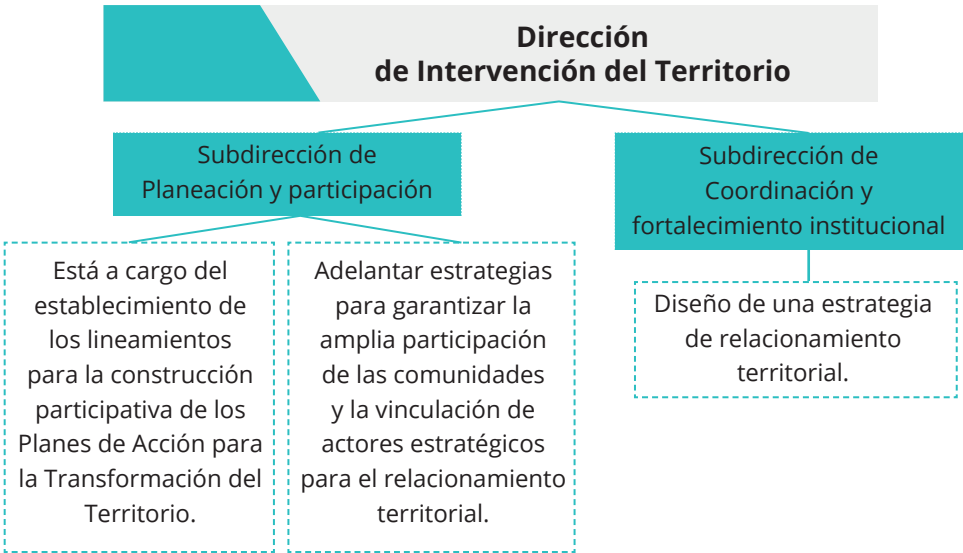 Dirección
de Intervención del Territorio
Subdirección de
Planeación y participación
Está a cargo del
establecimiento de
los lineamientos
para la construcción
participativa de los
Planes de Acción para
la Transformación del
Territorio.
Adelantar estrategias
para garantizar la
amplia participación
de las comunidades
y la vinculación de
actores estratégicos
para el relacionamiento
territorial.
Subdirección de
Coordinación y
fortalecimiento institucional
Diseño de una estrategia
de relacionamiento
territorial.